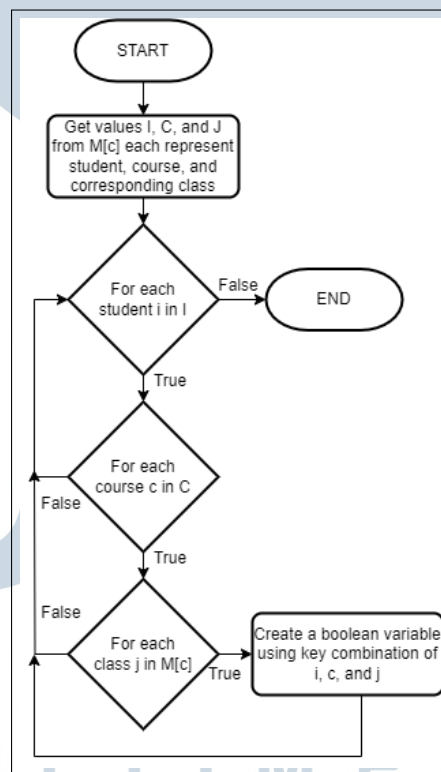 START
Get values I, C, and J
from M[c] each represent
student, course, and
corresponding class
For each
student i in I
False
END
True
For each
course c in C
False
True
False
For each
class j in M[c]
True
Create a boolean variable
using key combination of
i, c, and j